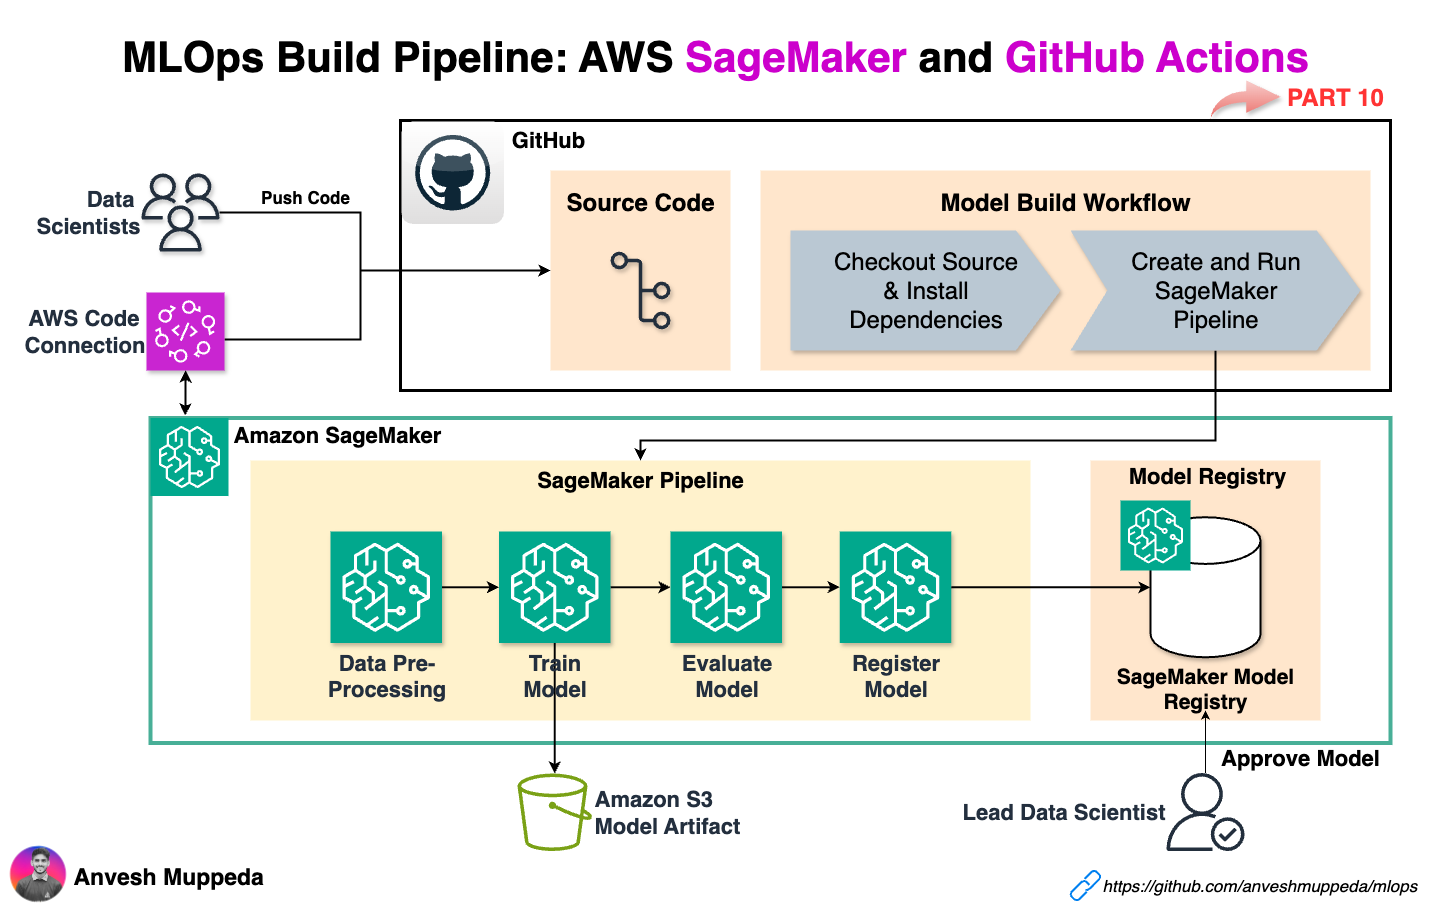 MLOps Build Pipeline: AWS SageMaker and GitHub Actions
PART 10
GitHub
Data
Scientists
Push Code
Source Code
Model Build Workflow
Checkout Source
& Install
Dependencies
Create and Run
SageMaker
Pipeline
AWS Code
Connection
</>
Amazon SageMaker
SageMaker Pipeline
Model Registry
Data Pre-
Processing
Train
Model
Evaluate
Model
Register
Model
SageMaker Model
Registry
Approve Model
Amazon S3
Model Artifact
Lead Data Scientist
Anvesh Muppeda
https://github.com/anveshmuppeda/mlops